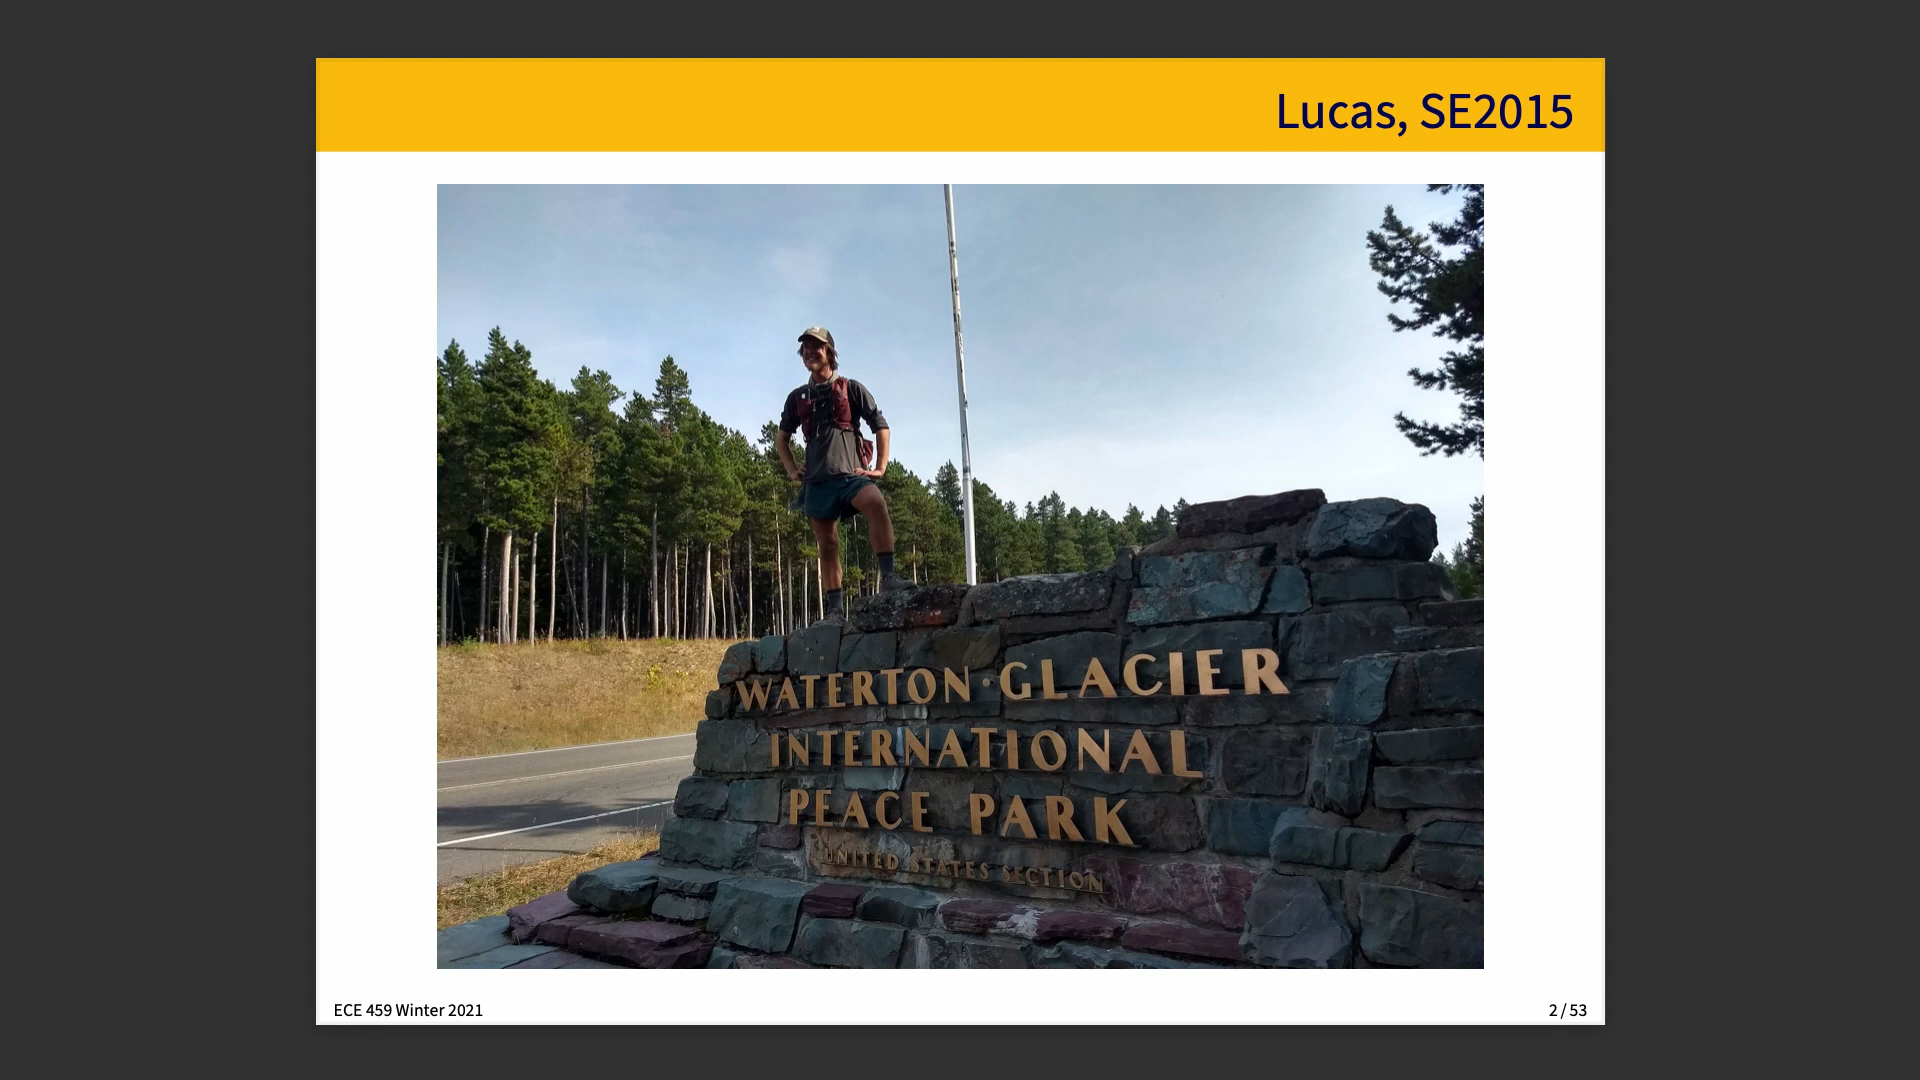 Lucas, SE2015
WATERTON·GLACIER
INTERNATIONAL
PEACE PARK
UNITED STATES SECTION
ECE 459 Winter 2021
2 / 53